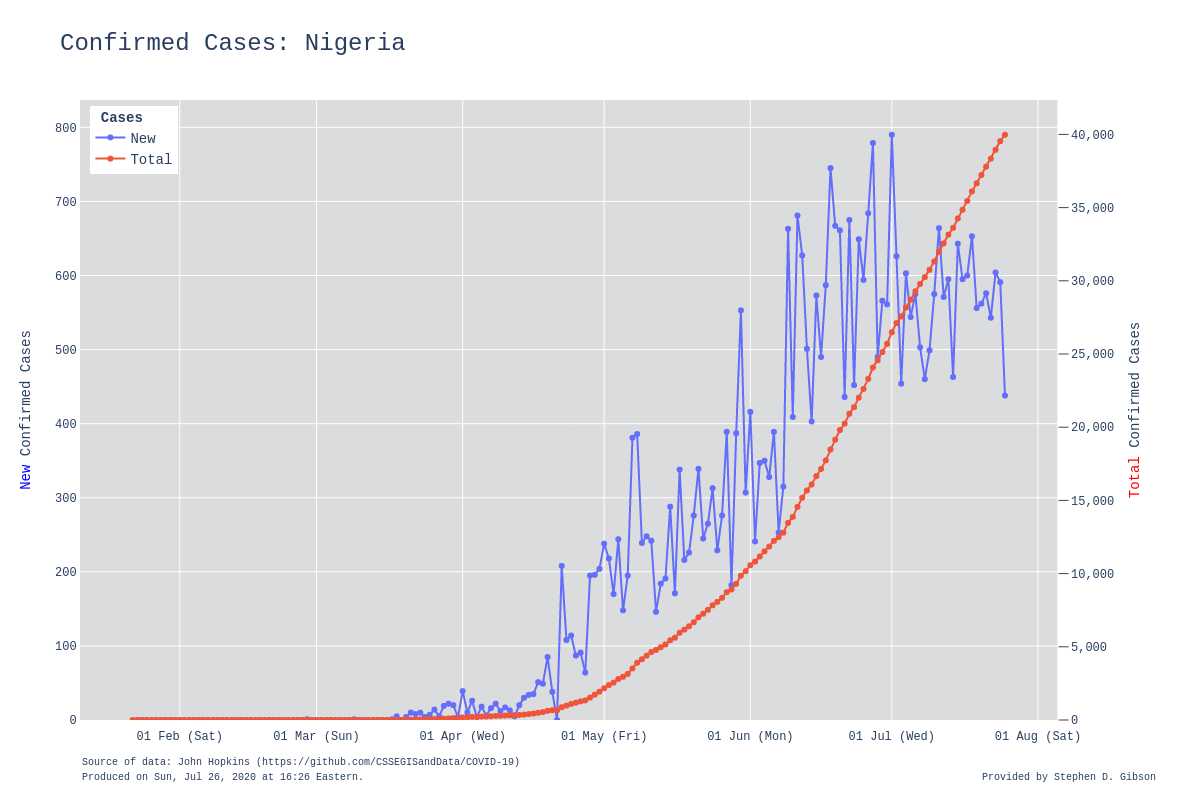 Confirmed Cases: Nigeria
Cases
New
Total
800
700
600
500
400
300
200
100
0
New Confirmed Cases
40,000
35,000
30,000
25,000
20,000
15,000
10,000
5,000
0
Total Confirmed Cases
01 Feb (Sat) 01 Mar (Sun) 01 Apr (Wed) 01 May (Fri) 01 Jun (Mon) 01 Jul (Wed) 01 Aug (Sat)
Source of data: John Hopkins (https://github.com/CSSEGISandData/COVID-19)
Produced on Sun, Jul 26, 2020 at 16:26 Eastern.
Provided by Stephen D. Gibson